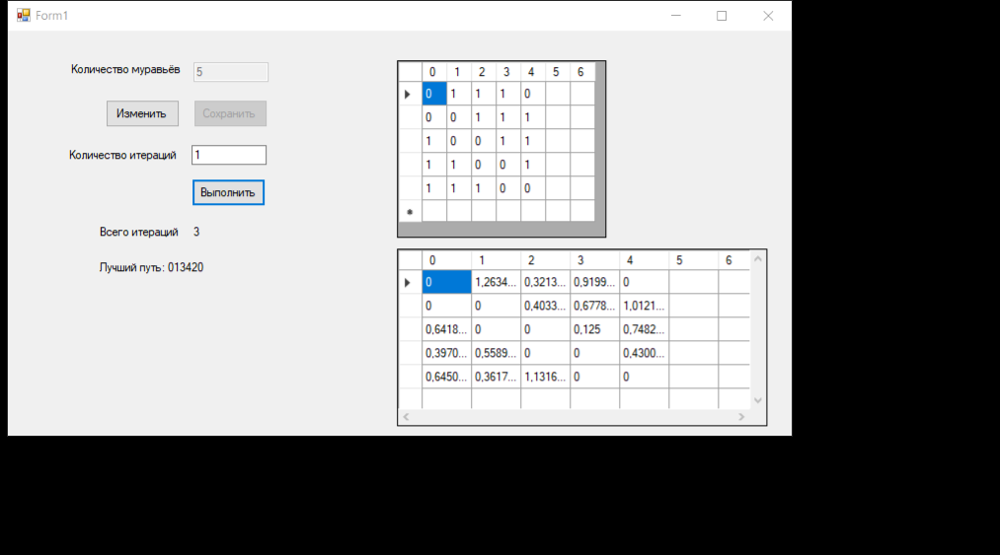 Form1
Количество муравьёв 5
Изменить Сохранить
Количество итераций 1
Выполнить
Всего итераций 3
Лучший путь: 013420
0 1 2 3 4 5 6
0 1 1 1 0
0 0 1 1 1
1 0 0 1 1
1 1 0 0 1
1 1 1 0 0
0 1 2 3 4 5 6
0 1,2634... 0,3213... 0,9199... 0
0 0 0,4033... 0,6778... 1,0121...
0,6418... 0 0 0,125 0,7482...
0,3970... 0,5589... 0 0 0,4300...
0,6450... 0,3617... 1,1316... 0 0